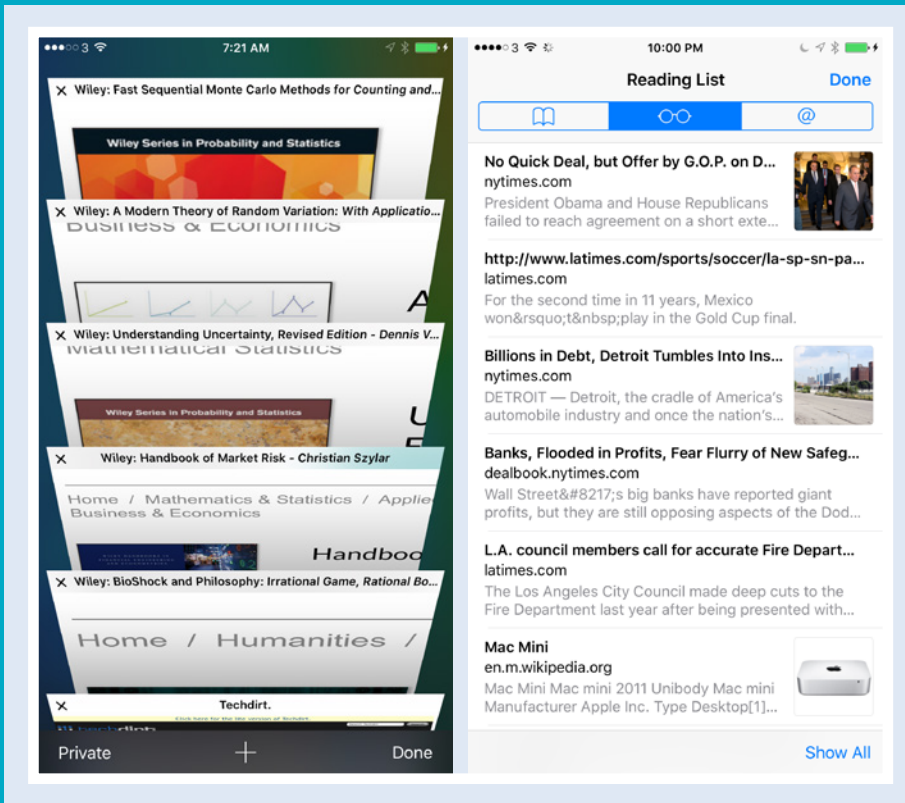 3
7:21 AM
Wiley: Fast Sequential Monte Carlo Methods for Counting and...
Wiley Series in Probability and Statistics
Wiley: A Modern Theory of Random Variation: With Applicatio...
Business & Economics
A
Wiley: Understanding Uncertainty, Revised Edition - Dennis V...
Mathematical Statistics
Wiley Series in Probability and Statistics
U
Wiley: Handbook of Market Risk - Christian Szylar
Home / Mathematics & Statistics / Applie
Business & Economics
Handboo
Wiley: BioShock and Philosophy: Irrational Game, Rational Bo...
Home / Humanities /
Techdirt.
Click here for the lite version of Techdirt.
Private
Done
3
10:00 PM
Reading List
Done
@
No Quick Deal, but Offer by G.O.P. on D...
nytimes.com
President Obama and House Republicans
failed to reach agreement on a short exte...
http://www.latimes.com/sports/soccer/la-sp-sn-pa...
latimes.com
For the second time in 11 years, Mexico
won&rsquo;t&nbsp;play in the Gold Cup final.
Billions in Debt, Detroit Tumbles Into Ins...
nytimes.com
DETROIT — Detroit, the cradle of America's
automobile industry and once the nation's...
Banks, Flooded in Profits, Fear Flurry of New Safeg...
dealbook.nytimes.com
Wall Street&#8217;s big banks have reported giant
profits, but they are still opposing aspects of the Dod...
L.A. council members call for accurate Fire Depart...
latimes.com
The Los Angeles City Council made deep cuts to the
Fire Department last year after being presented with...
Mac Mini
en.m.wikipedia.org
Mac Mini Mac mini 2011 Unibody Mac mini
Manufacturer Apple Inc. Type Desktop[1]...
Show All